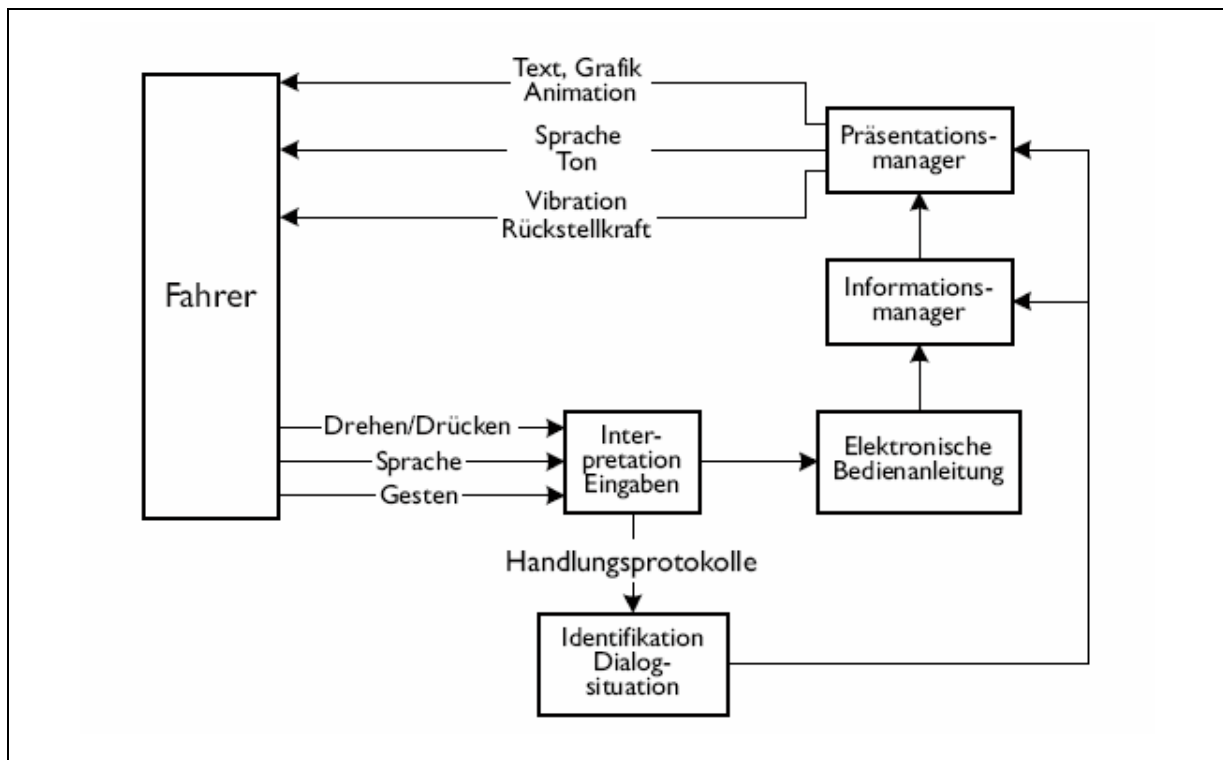 Text, Grafik
Animation
Sprache
Ton
Vibration
Rückstellkraft
Präsentations-
manager
Fahrer
Informations-
manager
Drehen/Drücken
Sprache
Gesten
Inter-
pretation
Eingaben
Elektronische
Bedienanleitung
Handlungsprotokolle
Identifikation
Dialog-
situation